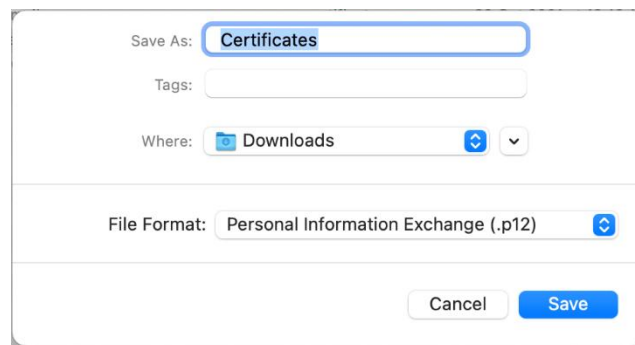 Save As: Certificates
Tags:
Where: Downloads
File Format: Personal Information Exchange (.p12)
Cancel Save